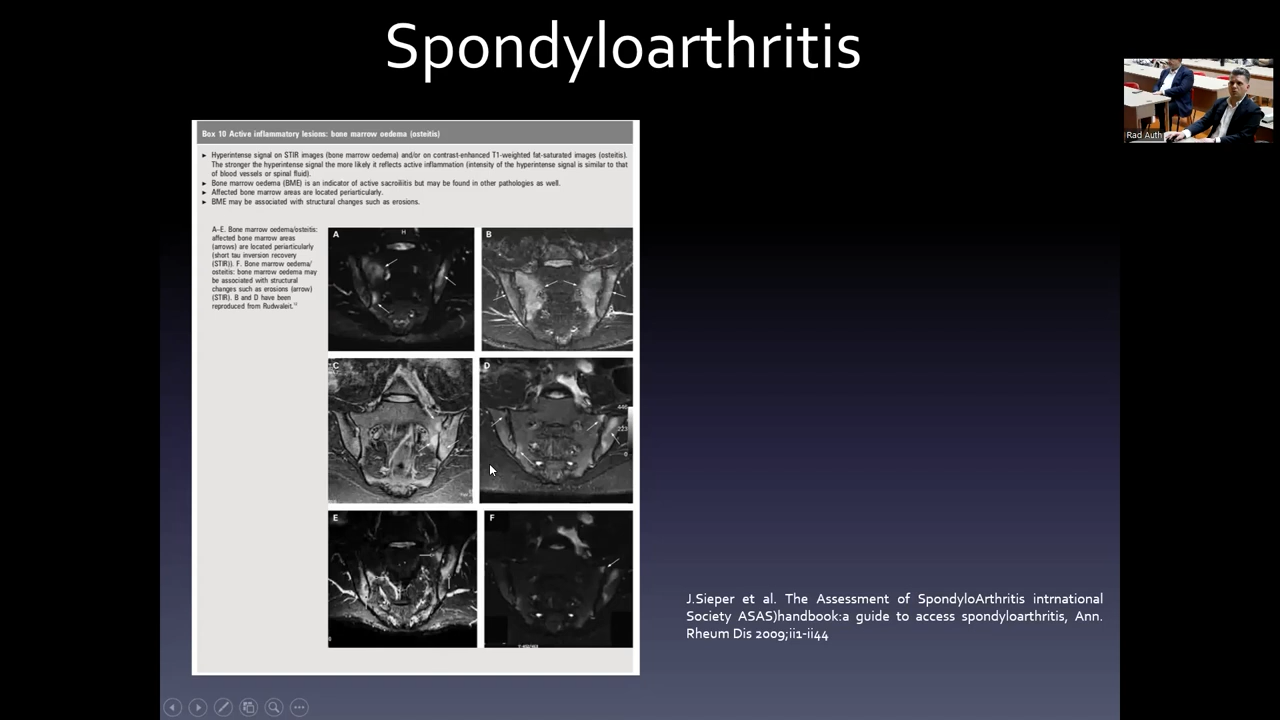 Spondyloarthritis
Rad Auth
Box 10 Active inflammatory lesions: bone marrow oedema (osteitis)
► Hyperintense signal on STIR images (bone marrow oedema) and/or on contrast-enhanced T1-weighted fat-saturated images (osteitis).
The stronger the hyperintense signal the more likely it reflects active inflammation (intensity of the hyperintense signal is similar to that
of blood vessels or spinal fluid).
► Bone marrow oedema (BME) is an indicator of active sacroiliitis but may be found in other pathologies as well.
► Affected bone marrow areas are located periarticularly.
► BME may be associated with structural changes such as erosions.
A–E. Bone marrow oedema/osteitis:
affected bone marrow areas
(arrows) are located periarticularly
(short tau inversion recovery
(STIR)). F. Bone marrow oedema/
osteitis: bone marrow oedema may
be associated with structural
changes such as erosions (arrow)
(STIR). B and D have been
reproduced from Rudwaleit.
A
H
B
C
D
446
223
0
E
F
J.Sieper et al. The Assessment of SpondyloArthritis intrnational
Society ASAS)handbook:a guide to access spondyloarthritis, Ann.
Rheum Dis 2009;ii1-ii44